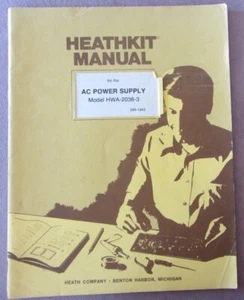 HEATHKIT®
MANUAL
for the
AC POWER SUPPLY
Model HWA-2036-3
HEATH COMPANY • BENTON HARBOR, MICHIGAN